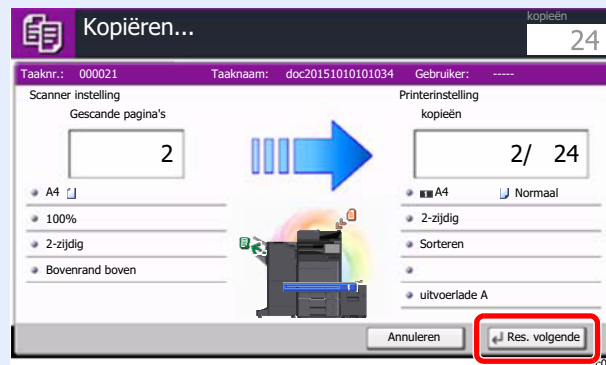 Kopiëren...
kopieën
24
Taaknr.: 000021 Taaknaam: doc20151010101034 Gebruiker: -----
Scanner instelling
Gescande pagina's
2
A4
100%
2-zijdig
Bovenrand boven
Printerinstelling
kopieën
2/ 24
1 A4 Normaal
2-zijdig
Sorteren
uitvoerlade A
Annuleren
Res. volgende